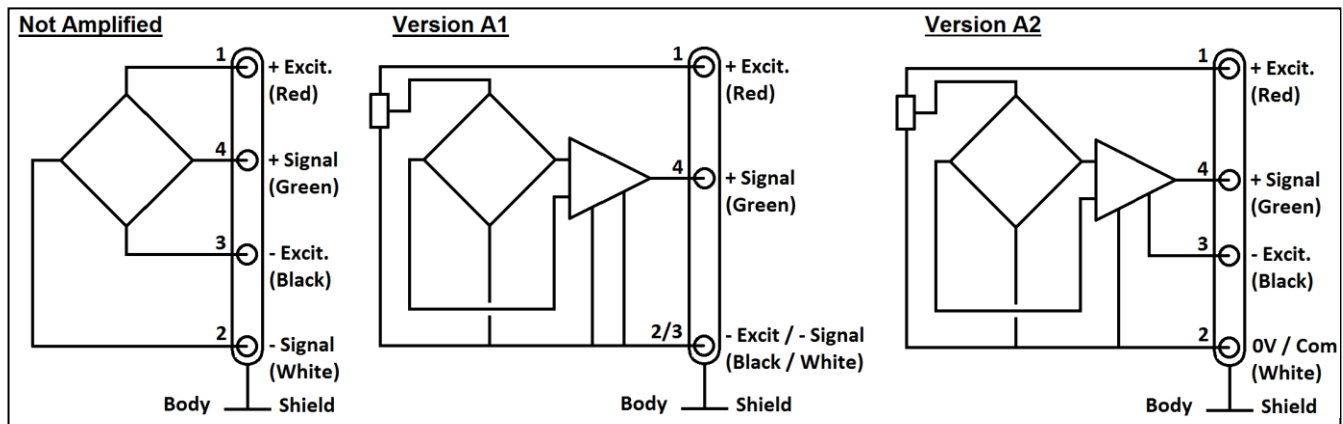 Not Amplified
1
+ Excit.
(Red)
4
+ Signal
(Green)
3
- Excit.
(Black)
2
- Signal
(White)
Body
Shield
Version A1
1
+ Excit.
(Red)
4
+ Signal
(Green)
2/3
- Excit / - Signal
(Black / White)
Body
Shield
Version A2
1
+ Excit.
(Red)
4
+ Signal
(Green)
3
- Excit.
(Black)
2
0V / Com
(White)
Body
Shield